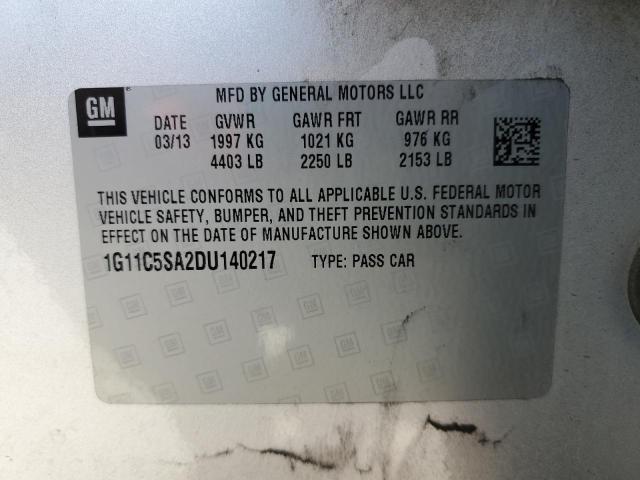 GM
MFD BY GENERAL MOTORS LLC
DATE GVWR GAWR FRT GAWR RR
03/13 1997 KG 1021 KG 976 KG
4403 LB 2250 LB 2153 LB
THIS VEHICLE CONFORMS TO ALL APPLICABLE U.S. FEDERAL MOTOR
VEHICLE SAFETY, BUMPER, AND THEFT PREVENTION STANDARDS IN
EFFECT ON THE DATE OF MANUFACTURE SHOWN ABOVE.
1G11C5SA2DU140217 TYPE: PASS CAR